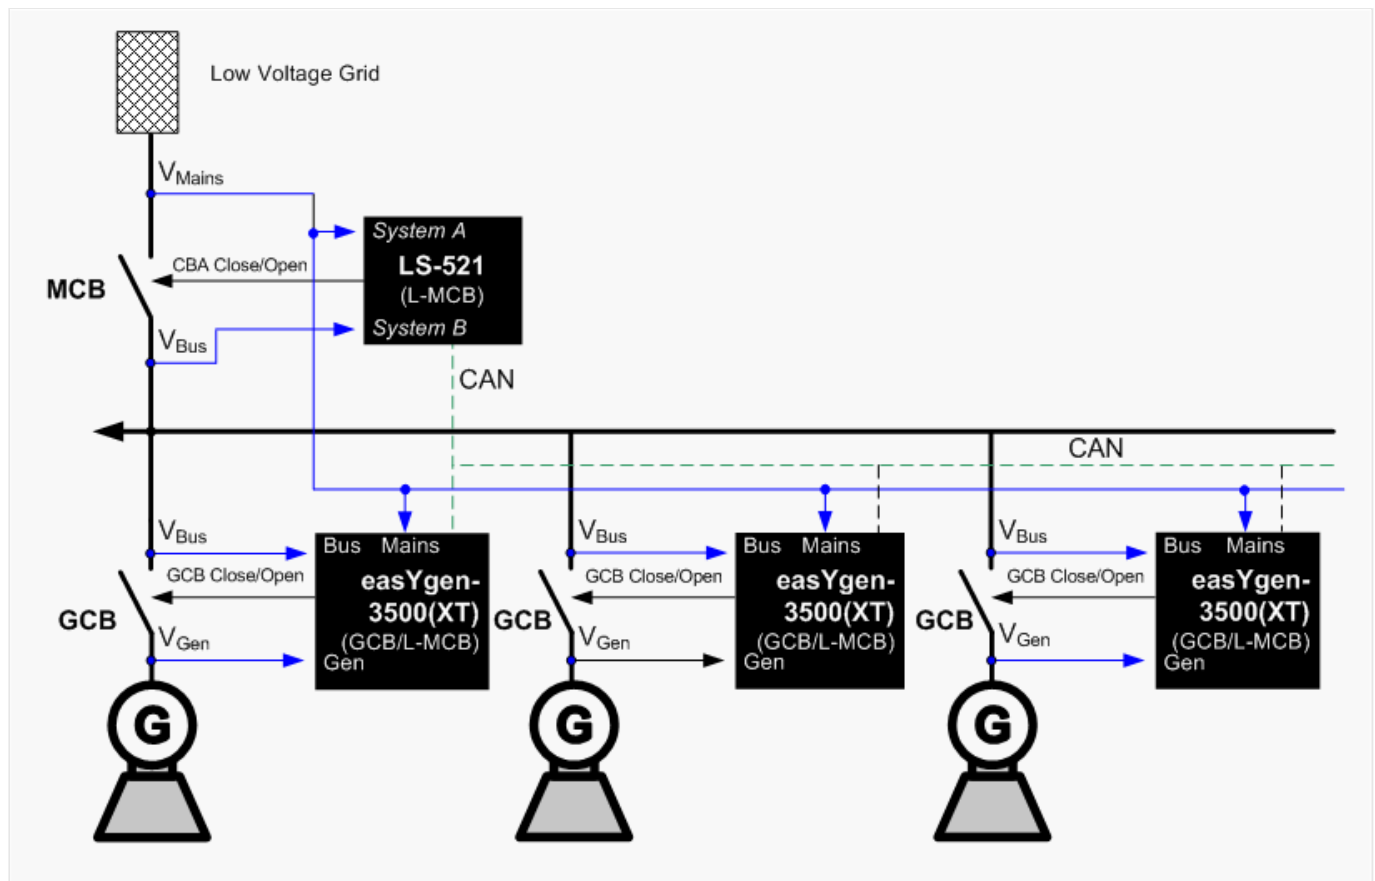 Low Voltage Grid
VMains
System A
CBA Close/Open
LS-521
(L-MCB)
MCB
System B
VBus
CAN
CAN
VBus
Bus Mains
GCB Close/Open
easYgen-
3500(XT)
GCB
(GCB/L-MCB)
VGen
Gen
G
VBus
Bus Mains
GCB Close/Open
easYgen-
3500(XT)
GCB
(GCB/L-MCB)
VGen
Gen
G
VBus
Bus Mains
GCB Close/Open
easYgen-
3500(XT)
GCB
(GCB/L-MCB)
VGen
Gen
G